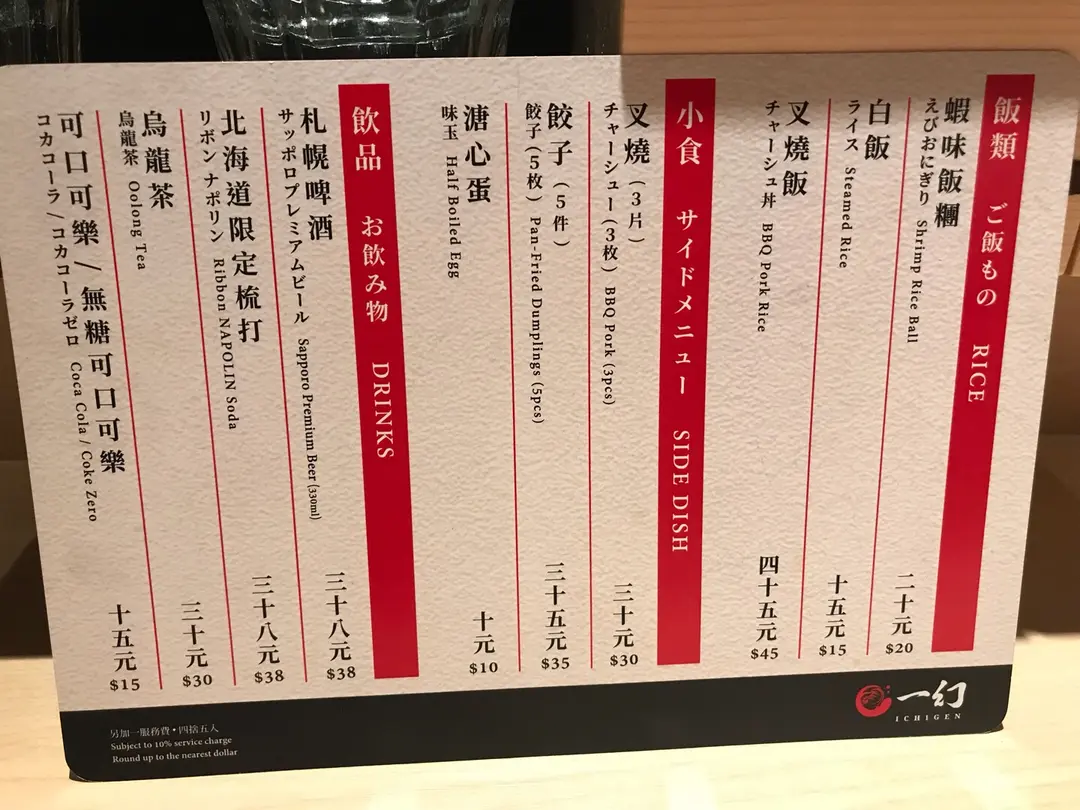 飯類 ご飯もの RICE
蝦味飯糰
えびおにぎり Shrimp Rice Ball
二十元
$20
白飯
ライス Steamed Rice
十五元
$15
叉燒飯
チャーシュ丼 BBQ Pork Rice
四十五元
$45
小食 サイドメニュー SIDE DISH
叉燒（3片）
チャーシュー（3枚） BBQ Pork (3pcs)
三十元
$30
餃子（5件）
餃子（5枚） Pan-Fried Dumplings (5pcs)
三十五元
$35
溏心蛋
味玉 Half Boiled Egg
十元
$10
飲品 お飲み物 DRINKS
札幌啤酒
サッポロプレミアムビール Sapporo Premium Beer (330ml)
三十八元
$38
北海道限定梳打
リボン ナポリン Ribbon NAPOLIN Soda
三十八元
$38
烏龍茶
烏龍茶 Oolong Tea
三十元
$30
可口可樂/無糖可口可樂
コカコーラ/コカコーラゼロ Coca Cola / Coke Zero
十五元
$15
一幻
ICHIGEN
另加一服務費•四捨五入
Subject to 10% service charge
Round up to the nearest dollar